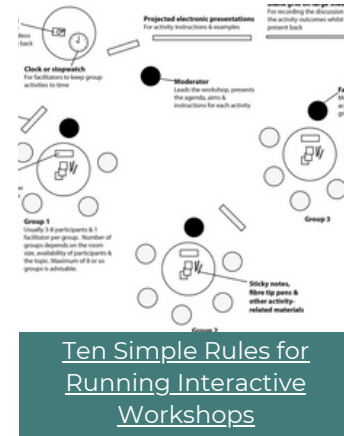 Projected electronic presentations
For activity instructions & examples
For recording the discussion
the activity outcomes whilst
present back
back
Clock or stopwatch
For facilitators to keep group
activities to time
Moderator
Leads the workshop, presents
the agenda, aims &
instructions for each activity
Group 1
Usually 3-8 participants & 1
facilitator per group. Number of
groups depends on the room
size, availability of participants &
the topic. Maximum of 8 or so
groups is advisable.
Group 3
Sticky notes,
fibre tip pens &
other activity-
related materials
Group 2
Ten Simple Rules for
Running Interactive
Workshops